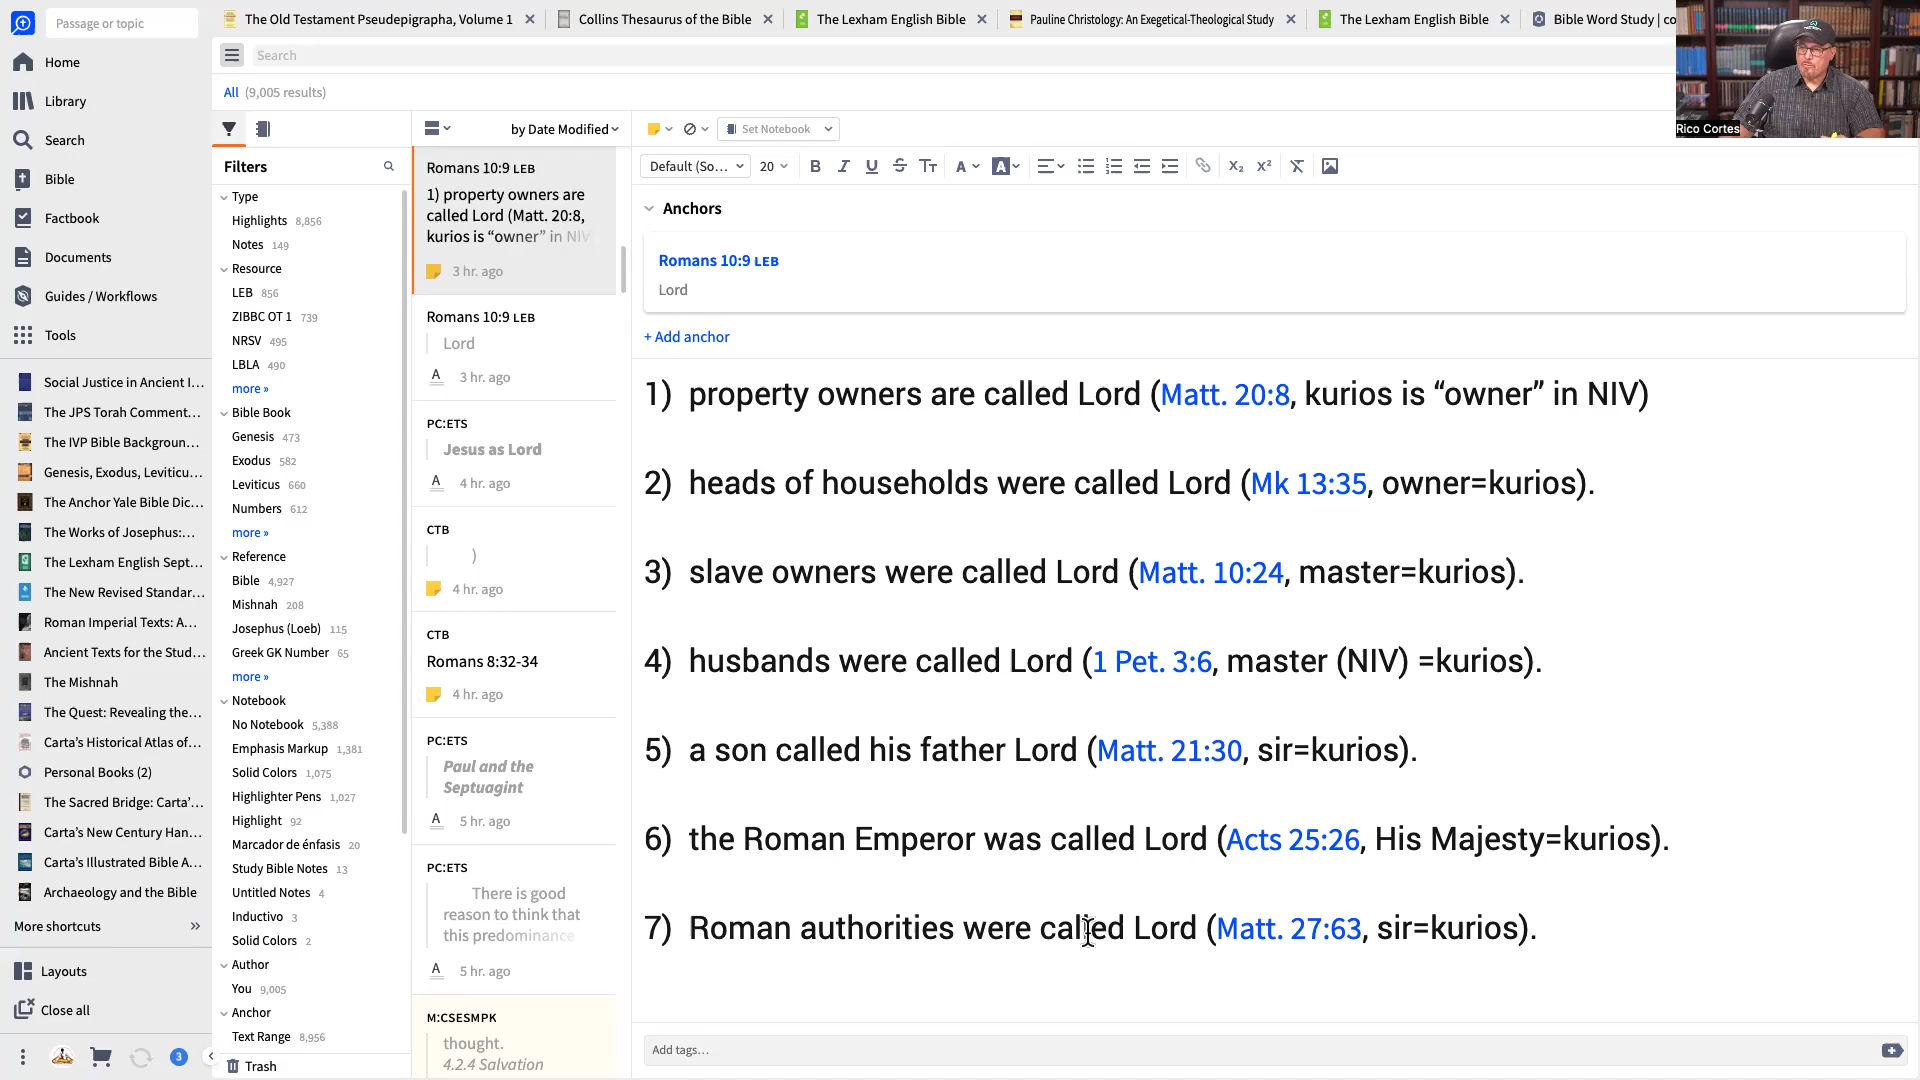 Passage or topic
The Old Testament Pseudepigrapha, Volume 1
Collins Thesaurus of the Bible
The Lexham English Bible
Pauline Christology: An Exegetical-Theological Study
The Lexham English Bible
Bible Word Study | co
Home
Library
Search
Bible
Factbook
Documents
Guides / Workflows
Tools
Social Justice in Ancient I...
The JPS Torah Comment...
The IVP Bible Backgroun...
Genesis, Exodus, Leviticu...
The Anchor Yale Bible Dic...
The Works of Josephus:...
The Lexham English Sept...
The New Revised Standar...
Roman Imperial Texts: A...
Ancient Texts for the Stud...
The Mishnah
The Quest: Revealing the...
Carta's Historical Atlas of...
Personal Books (2)
The Sacred Bridge: Carta'...
Carta's New Century Han...
Carta's Illustrated Bible A...
Archaeology and the Bible
More shortcuts »
Layouts
Close all
3
Search
All (9,005 results)
Filters
Type
Highlights 8,856
Notes 149
Resource
LEB 856
ZIBBC OT 1 739
NRSV 495
LBLA 490
more »
Bible Book
Genesis 473
Exodus 582
Leviticus 660
Numbers 612
more »
Reference
Bible 4,927
Mishnah 208
Josephus (Loeb) 115
Greek GK Number 65
more »
Notebook
No Notebook 5,388
Emphasis Markup 1,381
Solid Colors 1,075
Highlighter Pens 1,027
Highlight 92
Marcador de énfasis 20
Study Bible Notes 13
Untitled Notes 4
Inductivo 3
Solid Colors 2
Author
You 9,005
Anchor
Text Range 8,956
Trash
by Date Modified
Romans 10:9 LEB
1) property owners are
called Lord (Matt. 20:8,
kurios is “owner” in NIV
3 hr. ago
Romans 10:9 LEB
Lord
A 3 hr. ago
PC:ETS
Jesus as Lord
A 4 hr. ago
CTB
)
4 hr. ago
CTB
Romans 8:32-34
4 hr. ago
PC:ETS
Paul and the
Septuagint
A 5 hr. ago
PC:ETS
There is good
reason to think that
this predominance
A 5 hr. ago
M:CSESMPK
thought.
4.2.4 Salvation
Set Notebook
Default (So... 20 B I U S TT A A X₂ X²
Anchors
Romans 10:9 LEB
Lord
+ Add anchor
1) property owners are called Lord (Matt. 20:8, kurios is “owner” in NIV)
2) heads of households were called Lord (Mk 13:35, owner=kurios).
3) slave owners were called Lord (Matt. 10:24, master=kurios).
4) husbands were called Lord (1 Pet. 3:6, master (NIV) =kurios).
5) a son called his father Lord (Matt. 21:30, sir=kurios).
6) the Roman Emperor was called Lord (Acts 25:26, His Majesty=kurios).
7) Roman authorities were called Lord (Matt. 27:63, sir=kurios).
Add tags...
Rico Cortes